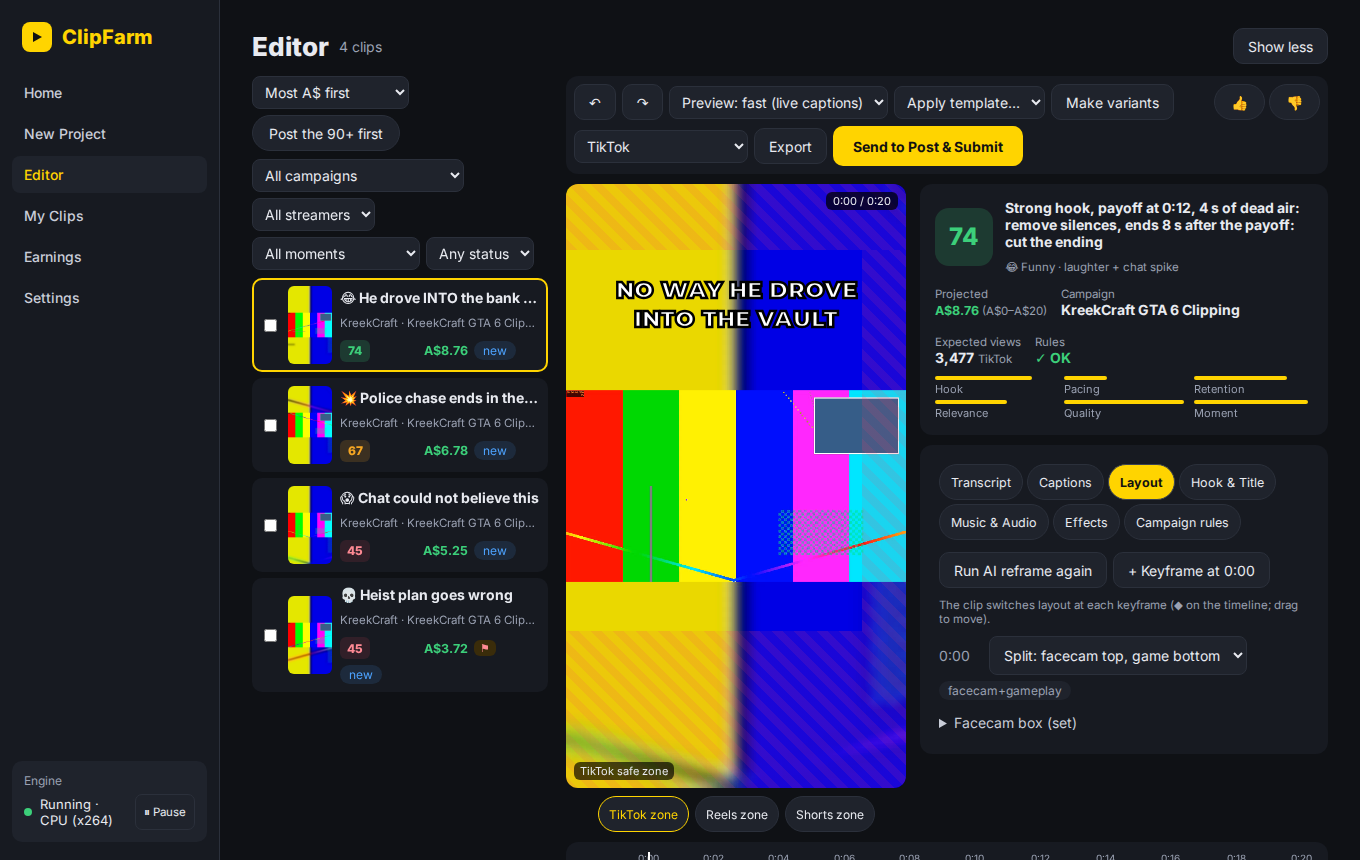 ClipFarm
Home
New Project
Editor
My Clips
Earnings
Settings
Engine
Running · CPU (x264)
Pause
Editor 4 clips
Show less
Most A$ first
Post the 90+ first
All campaigns
All streamers
All moments
Any status
😂 He drove INTO the bank ...
KreekCraft · KreekCraft GTA 6 Clip...
74 A$8.76 new
💥 Police chase ends in the...
KreekCraft · KreekCraft GTA 6 Clip...
67 A$6.78 new
😱 Chat could not believe this
KreekCraft · KreekCraft GTA 6 Clip...
45 A$5.25 new
💀 Heist plan goes wrong
KreekCraft · KreekCraft GTA 6 Clip...
45 A$3.72
new
↶ ↷ Preview: fast (live captions) Apply template... Make variants 👍 👎
TikTok Export Send to Post & Submit
0:00 / 0:20
NO WAY HE DROVE
INTO THE VAULT
TikTok safe zone
TikTok zone Reels zone Shorts zone
0:00 0:02 0:04 0:06 0:08 0:10 0:12 0:14 0:16 0:18 0:20
74
Strong hook, payoff at 0:12, 4 s of dead air:
remove silences, ends 8 s after the payoff:
cut the ending
😂 Funny · laughter + chat spike
Projected Campaign
A$8.76 (A$0–A$20) KreekCraft GTA 6 Clipping
Expected views Rules
3,477 TikTok ✓ OK
Hook Pacing Retention
Relevance Quality Moment
Transcript Captions Layout Hook & Title
Music & Audio Effects Campaign rules
Run AI reframe again + Keyframe at 0:00
The clip switches layout at each keyframe (◆ on the timeline; drag
to move).
0:00 Split: facecam top, game bottom
facecam+gameplay
▶ Facecam box (set)